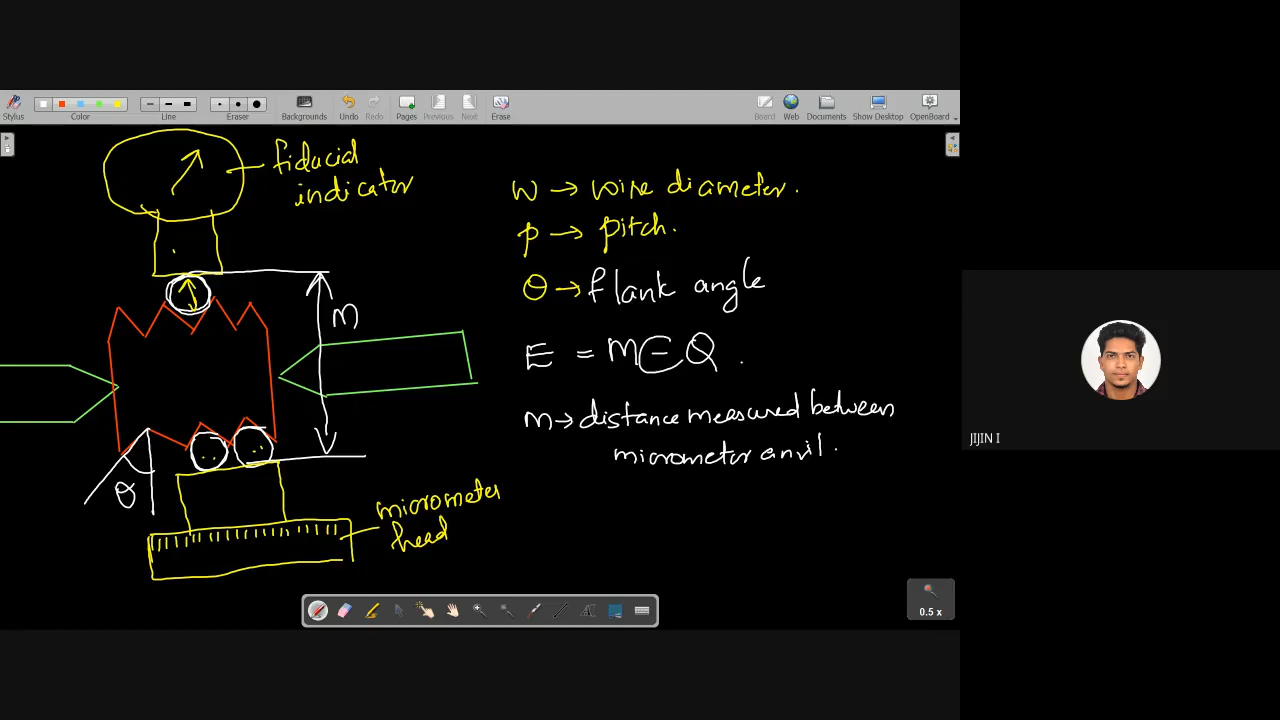 Stylus
Color
Line
Eraser
Backgrounds
Undo
Redo
Pages
Previous
Next
Erase
Board
Web
Documents
Show Desktop
OpenBoard
fiducial
indicator
w → wire diameter.
p → pitch.
θ → flank angle
M
E = M
m → distance measured between
micrometer anvil.
θ
micrometer
head
0.5 x
JIJIN I